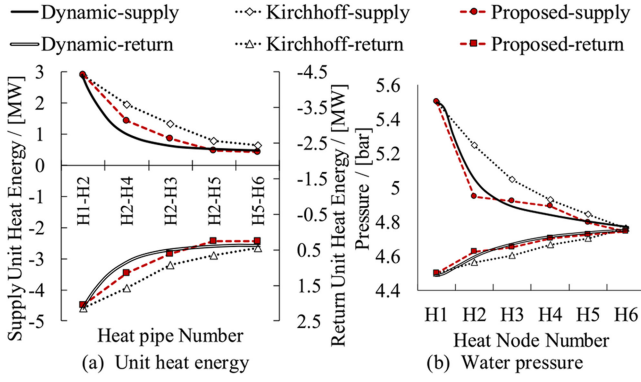 Dynamic-supply Kirchhoff-supply Proposed-supply
Dynamic-return Kirchhoff-return Proposed-return
Supply Unit Heat Energy / [MW]
3
2
1
0
-1
-2
-3
-4
-5
H1-H2
H2-H4
H2-H3
H2-H5
H5-H6
Heat pipe Number
-4.5
-3.5
-2.5
-1.5
-0.5
0.5
1.5
2.5
Return Unit Heat Energy / [MW]
(a) Unit heat energy
Pressure / [bar]
5.6
5.4
5.2
5
4.8
4.6
4.4
H1 H2 H3 H4 H5 H6
Heat Node Number
(b) Water pressure